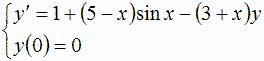 y′ = 1 + (5 − x)sin x − (3 + x)y
y(0) = 0